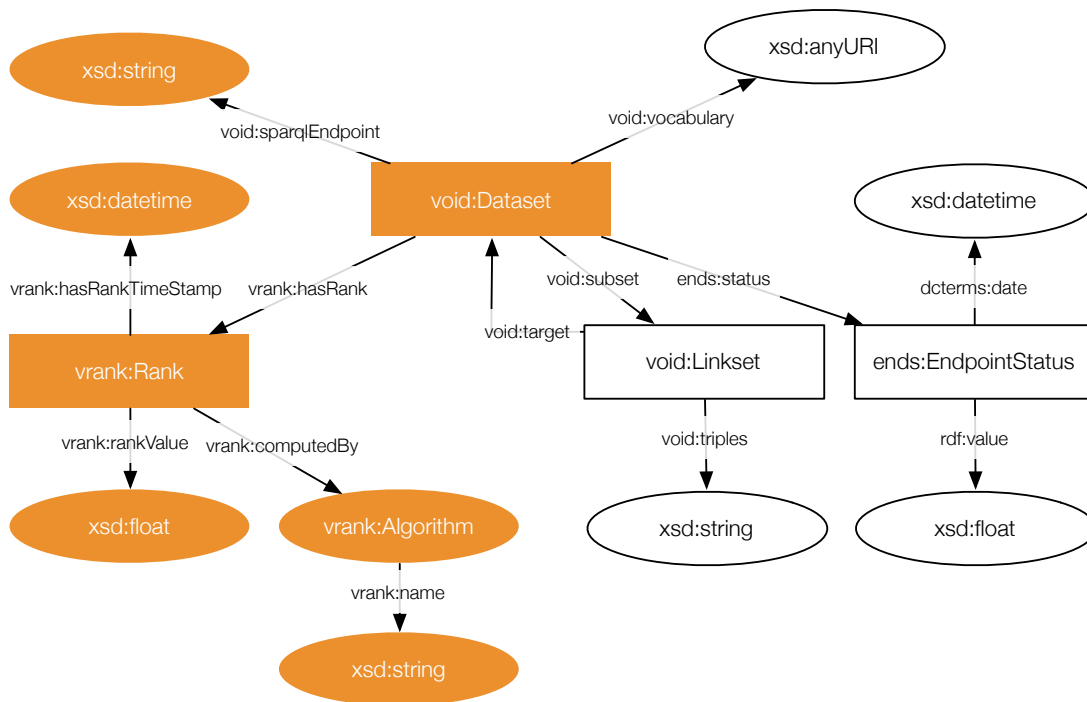 xsd:string
xsd:anyURI
void:sparqlEndpoint
void:vocabulary
xsd:datetime
void:Dataset
xsd:datetime
vrank:hasRankTimeStamp
vrank:hasRank
void:subset
ends:status
dcterms:date
void:target
vrank:Rank
void:Linkset
ends:EndpointStatus
vrank:rankValue
vrank:computedBy
void:triples
rdf:value
xsd:float
vrank:Algorithm
xsd:string
xsd:float
vrank:name
xsd:string